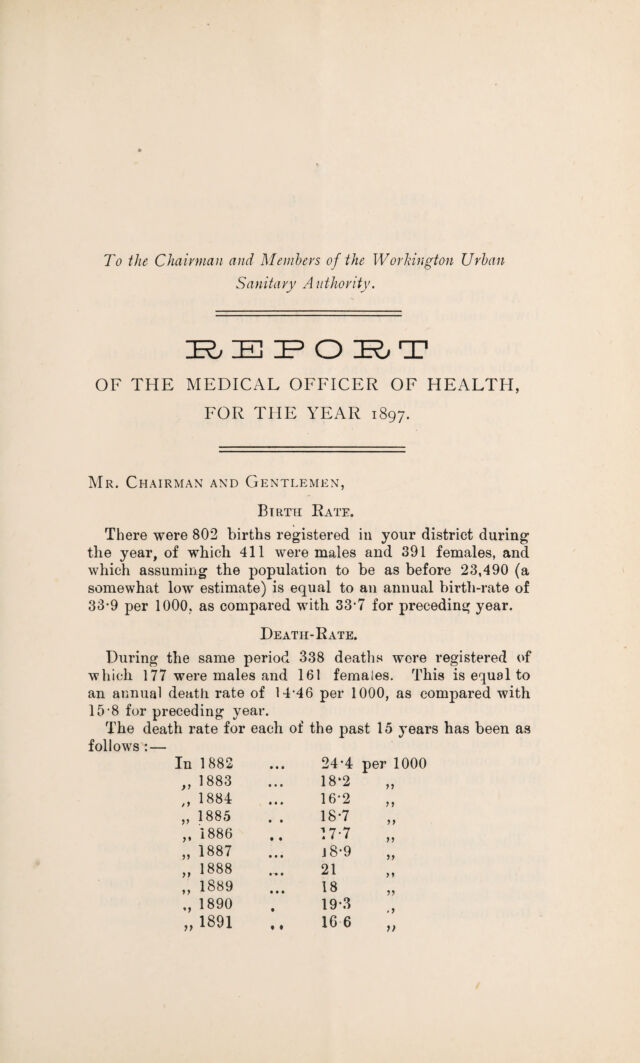 To the Chairman and Members of the Workington Urban
Sanitary Authority.
REPORT
OF THE MEDICAL OFFICER OF HEALTH,
FOR THE YEAR 1897.
MR. CHAIRMAN AND GENTLEMEN,
BIRTH RATE.
There were 802 births registered in your district during
the year, of which 411 were males and 391 females, and
which assuming the population to be as before 23,490 (a
somewhat low estimate) is equal to an annual birth-rate of
33·9 per 1000, as compared with 33·7 for preceding year.
DEATH-RATE.
During the same period 338 deaths were registered of
which 177 were males and 161 females. This is equal to
an annual death rate of 14·46 per 1000, as compared with
15·8 for preceding year.
The death rate for each of the past 15 years has been as
follows:—
In 1882 ... 24·4 per 1000
„ 1883 ... 18·2 „
„ 1884 ... 16·2 „
„ 1885 . . 18·7 „
„ 1886 .. 17·7 „
„ 1887 ... 18·9 „
„ 1888 ... 21 „
„ 1889 ... 18 „
„ 1890 . 19·3 „
„ 1891 .. 16 6 „